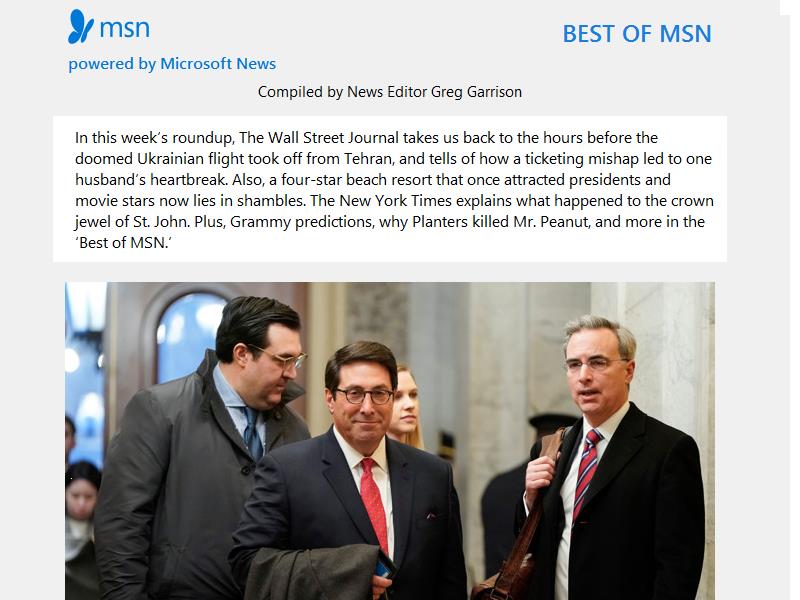 msn
BEST OF MSN
powered by Microsoft News
Compiled by News Editor Greg Garrison
In this week's roundup, The Wall Street Journal takes us back to the hours before the
doomed Ukrainian flight took off from Tehran, and tells of how a ticketing mishap led to one
husband's heartbreak. Also, a four-star beach resort that once attracted presidents and
movie stars now lies in shambles. The New York Times explains what happened to the crown
jewel of St. John. Plus, Grammy predictions, why Planters killed Mr. Peanut, and more in the
‘Best of MSN.’